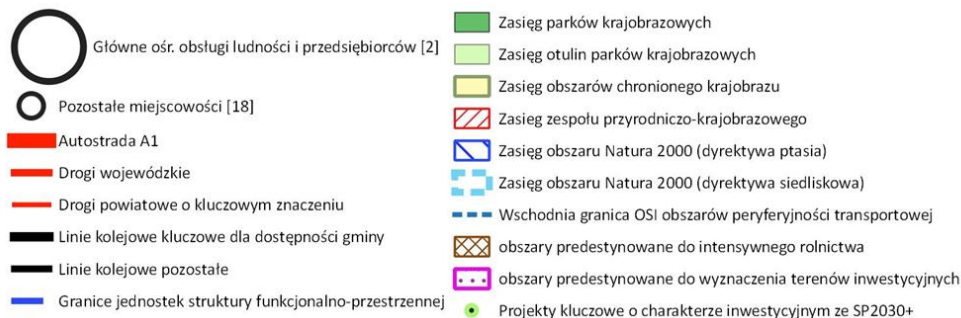 Główne ośr. obsługi ludności i przedsiębiorców [2]
Pozostałe miejscowości [18]
Autostrada A1
Drogi wojewódzkie
Drogi powiatowe o kluczowym znaczeniu
Linie kolejowe kluczowe dla dostępności gminy
Linie kolejowe pozostałe
Granice jednostek struktury funkcjonalno-przestrzennej
Zasięg parków krajobrazowych
Zasięg otulin parków krajobrazowych
Zasięg obszarów chronionego krajobrazu
Zasieg zespołu przyrodniczo-krajobrazowego
Zasięg obszaru Natura 2000 (dyrektywa ptasia)
Zasięg obszaru Natura 2000 (dyrektywa siedliskowa)
Wschodnia granica OSI obszarów peryferyjności transportowej
obszary predestynowane do intensywnego rolnictwa
obszary predestynowane do wyznaczenia terenów inwestycyjnych
Projekty kluczowe o charakterze inwestycyjnym ze SP2030+